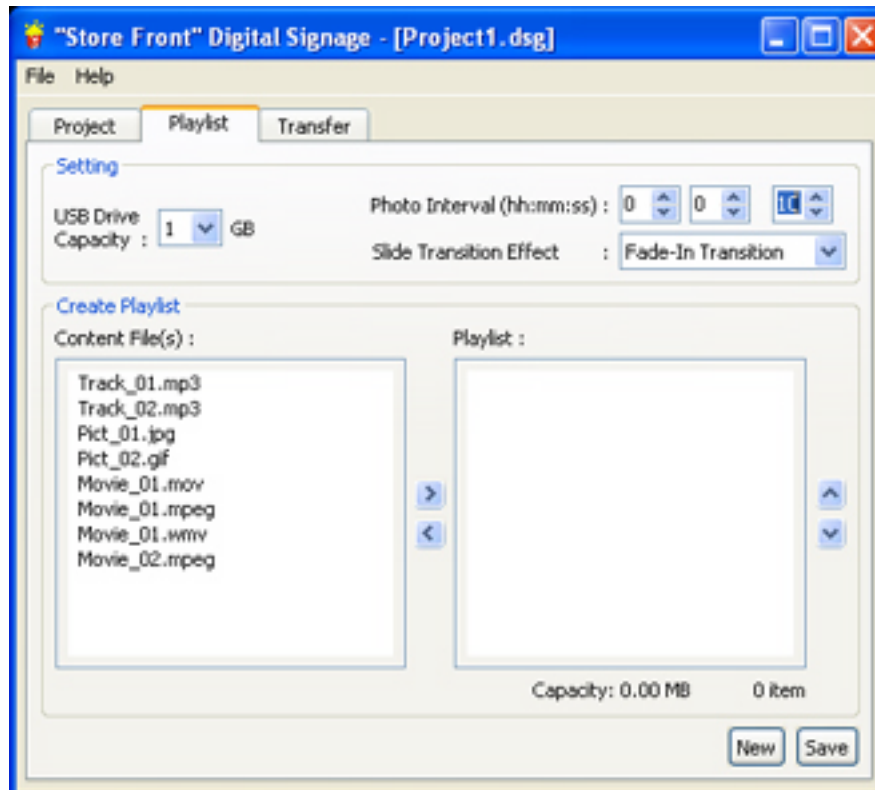 "Store Front" Digital Signage - [Project1.dsg]
File Help
Project Playlist Transfer
Setting
USB Drive Capacity : 1 GB
Photo Interval (hh:mm:ss) : 0 0
Slide Transition Effect : Fade-In Transition
Create Playlist
Content File(s) : Playlist :
Track_01.mp3
Track_02.mp3
Pict_01.jpg
Pict_02.gif
Movie_01.mov
Movie_01.mpeg
Movie_01.wmv
Movie_02.mpeg
Capacity: 0.00 MB 0 item
New Save